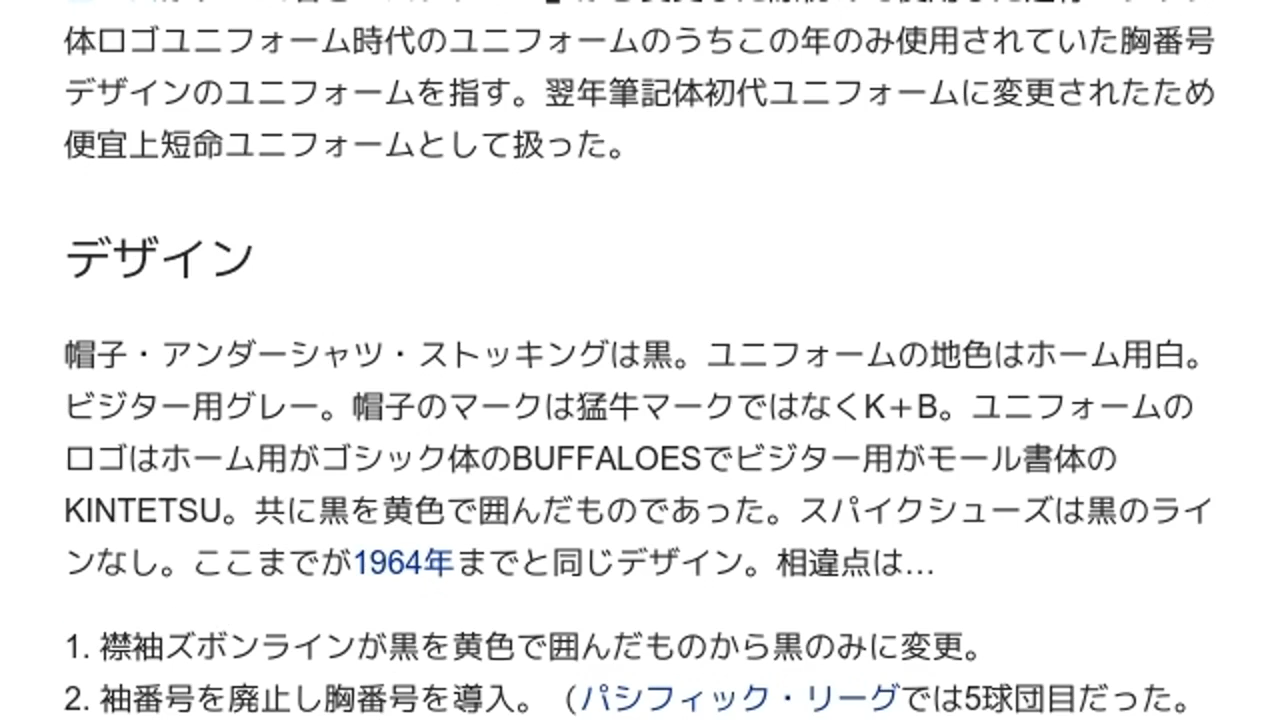 体ロゴユニフォーム時代のユニフォームのうちこの年のみ使用されていた胸番号
デザインのユニフォームを指す。翌年筆記体初代ユニフォームに変更されたため
便宜上短命ユニフォームとして扱った。
デザイン
帽子・アンダーシャツ・ストッキングは黒。ユニフォームの地色はホーム用白。
ビジター用グレー。帽子のマークは猛牛マークではなくK＋B。ユニフォームの
ロゴはホーム用がゴシック体のBUFFALOESでビジター用がモール書体の
KINTETSU。共に黒を黄色で囲んだものであった。スパイクシューズは黒のライ
ンなし。ここまでが1964年までと同じデザイン。相違点は…
1. 襟袖ズボンラインが黒を黄色で囲んだものから黒のみに変更。
2. 袖番号を廃止し胸番号を導入。（パシフィック・リーグでは5球団目だった。